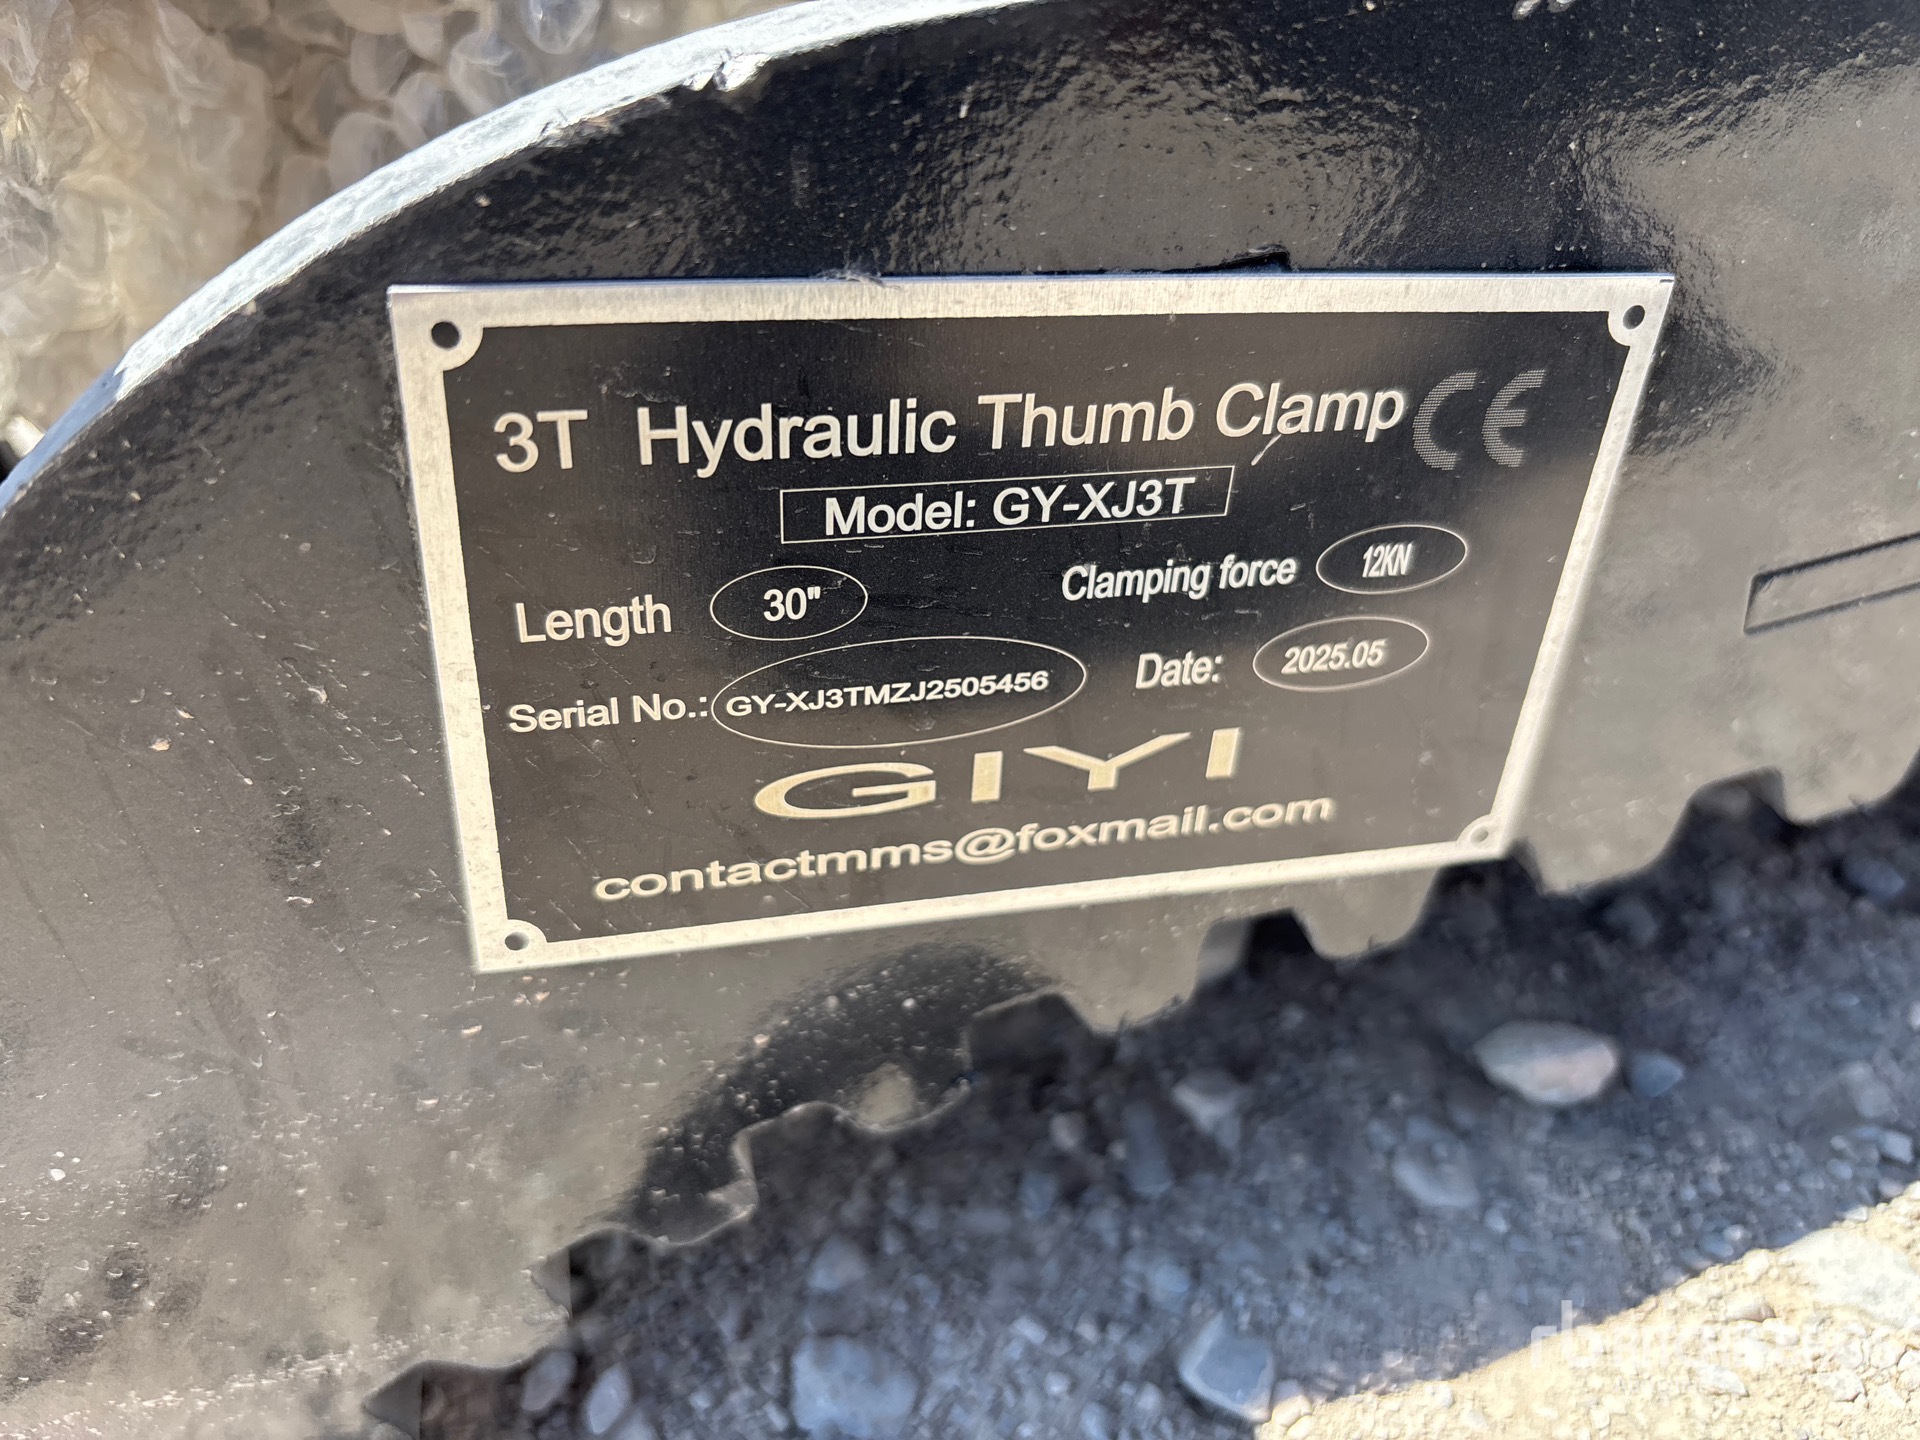 3T Hydraulic Thumb Clamp CE
Model: GY-XJ3T
Length 30" Clamping force 12KN
Serial No.: GY-XJ3TMZJ2505456 Date: 2025.05
GIYI
contactmms@foxmail.com